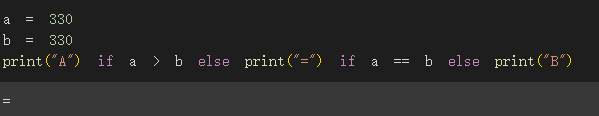 a = 330
b = 330
print("A") if a > b else print("=") if a == b else print("B")
=